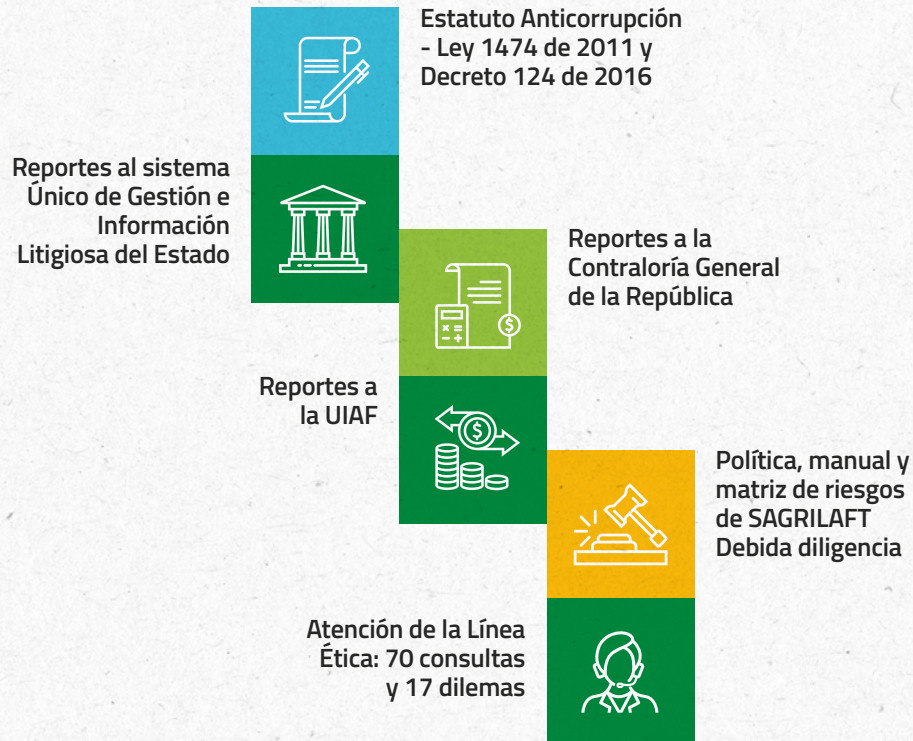 Estatuto Anticorrupción
- Ley 1474 de 2011 y
Decreto 124 de 2016
Reportes al sistema
Único de Gestión e
Información
Litigiosa del Estado
Reportes a la
Contraloría General
de la República
Reportes a
la UIAF
Política, manual y
matriz de riesgos
de SAGRILAFT
Debida diligencia
Atención de la Línea
Ética: 70 consultas
y 17 dilemas